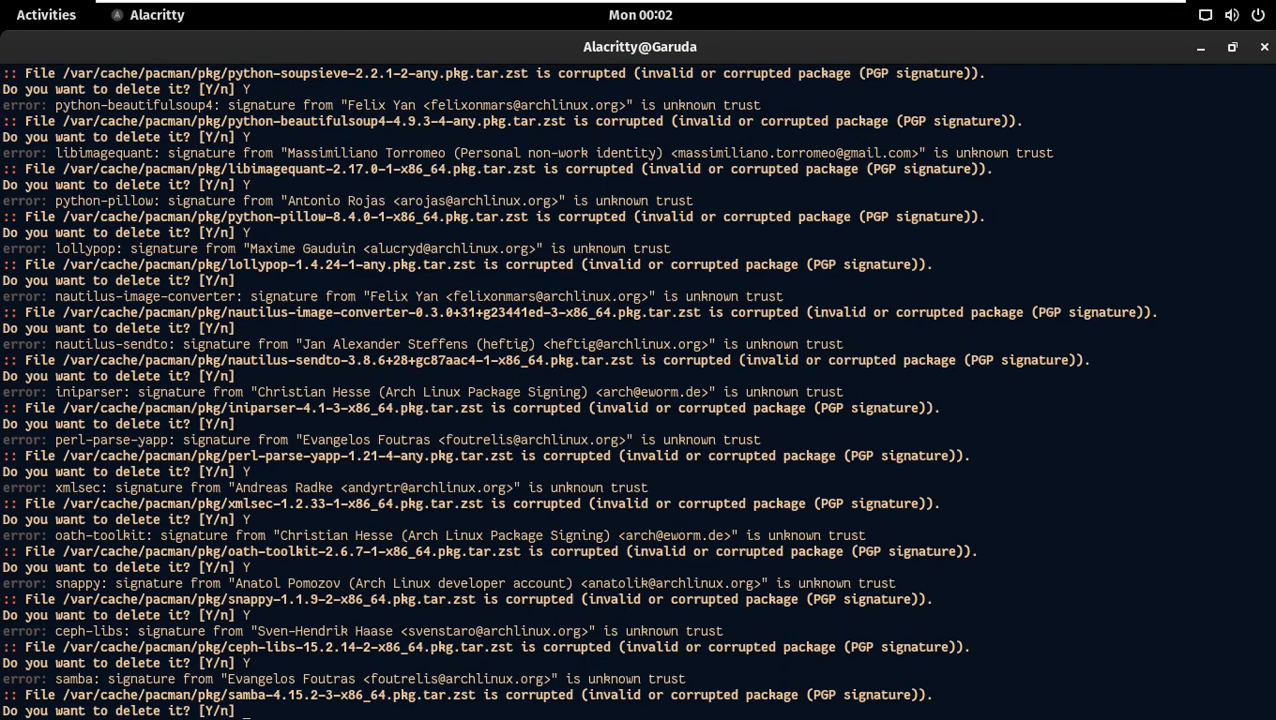 Activities
Alacritty
Mon 00:02
Alacritty@Garuda
:: File /var/cache/pacman/pkg/python-soupsieve-2.2.1-2-any.pkg.tar.zst is corrupted (invalid or corrupted package (PGP signature)).
Do you want to delete it? [Y/n] Y
error: python-beautifulsoup4: signature from "Felix Yan <felixonmars@archlinux.org>" is unknown trust
:: File /var/cache/pacman/pkg/python-beautifulsoup4-4.9.3-4-any.pkg.tar.zst is corrupted (invalid or corrupted package (PGP signature)).
Do you want to delete it? [Y/n] Y
error: libimagequant: signature from "Massimiliano Torromeo (Personal non-work identity) <massimiliano.torromeo@gmail.com>" is unknown trust
:: File /var/cache/pacman/pkg/libimagequant-2.17.0-1-x86_64.pkg.tar.zst is corrupted (invalid or corrupted package (PGP signature)).
Do you want to delete it? [Y/n] Y
error: python-pillow: signature from "Antonio Rojas <arojas@archlinux.org>" is unknown trust
:: File /var/cache/pacman/pkg/python-pillow-8.4.0-1-x86_64.pkg.tar.zst is corrupted (invalid or corrupted package (PGP signature)).
Do you want to delete it? [Y/n] Y
error: lollypop: signature from "Maxime Gauduin <alucryd@archlinux.org>" is unknown trust
:: File /var/cache/pacman/pkg/lollypop-1.4.24-1-any.pkg.tar.zst is corrupted (invalid or corrupted package (PGP signature)).
Do you want to delete it? [Y/n]
error: nautilus-image-converter: signature from "Felix Yan <felixonmars@archlinux.org>" is unknown trust
:: File /var/cache/pacman/pkg/nautilus-image-converter-0.3.0+31+g23441ed-3-x86_64.pkg.tar.zst is corrupted (invalid or corrupted package (PGP signature)).
Do you want to delete it? [Y/n]
error: nautilus-sendto: signature from "Jan Alexander Steffens (heftig) <heftig@archlinux.org>" is unknown trust
:: File /var/cache/pacman/pkg/nautilus-sendto-3.8.6+28+gc87aac4-1-x86_64.pkg.tar.zst is corrupted (invalid or corrupted package (PGP signature)).
Do you want to delete it? [Y/n]
error: iniparser: signature from "Christian Hesse (Arch Linux Package Signing) <arch@eworm.de>" is unknown trust
:: File /var/cache/pacman/pkg/iniparser-4.1-3-x86_64.pkg.tar.zst is corrupted (invalid or corrupted package (PGP signature)).
Do you want to delete it? [Y/n]
error: perl-parse-yapp: signature from "Evangelos Foutras <foutrelis@archlinux.org>" is unknown trust
:: File /var/cache/pacman/pkg/perl-parse-yapp-1.21-4-any.pkg.tar.zst is corrupted (invalid or corrupted package (PGP signature)).
Do you want to delete it? [Y/n] Y
error: xmlsec: signature from "Andreas Radke <andyrtr@archlinux.org>" is unknown trust
:: File /var/cache/pacman/pkg/xmlsec-1.2.33-1-x86_64.pkg.tar.zst is corrupted (invalid or corrupted package (PGP signature)).
Do you want to delete it? [Y/n] Y
error: oath-toolkit: signature from "Christian Hesse (Arch Linux Package Signing) <arch@eworm.de>" is unknown trust
:: File /var/cache/pacman/pkg/oath-toolkit-2.6.7-1-x86_64.pkg.tar.zst is corrupted (invalid or corrupted package (PGP signature)).
Do you want to delete it? [Y/n] Y
error: snappy: signature from "Anatol Pomozov (Arch Linux developer account) <anatolik@archlinux.org>" is unknown trust
:: File /var/cache/pacman/pkg/snappy-1.1.9-2-x86_64.pkg.tar.zst is corrupted (invalid or corrupted package (PGP signature)).
Do you want to delete it? [Y/n] Y
error: ceph-libs: signature from "Sven-Hendrik Haase <svenstaro@archlinux.org>" is unknown trust
:: File /var/cache/pacman/pkg/ceph-libs-15.2.14-2-x86_64.pkg.tar.zst is corrupted (invalid or corrupted package (PGP signature)).
Do you want to delete it? [Y/n] Y
error: samba: signature from "Evangelos Foutras <foutrelis@archlinux.org>" is unknown trust
:: File /var/cache/pacman/pkg/samba-4.15.2-3-x86_64.pkg.tar.zst is corrupted (invalid or corrupted package (PGP signature)).
Do you want to delete it? [Y/n] _